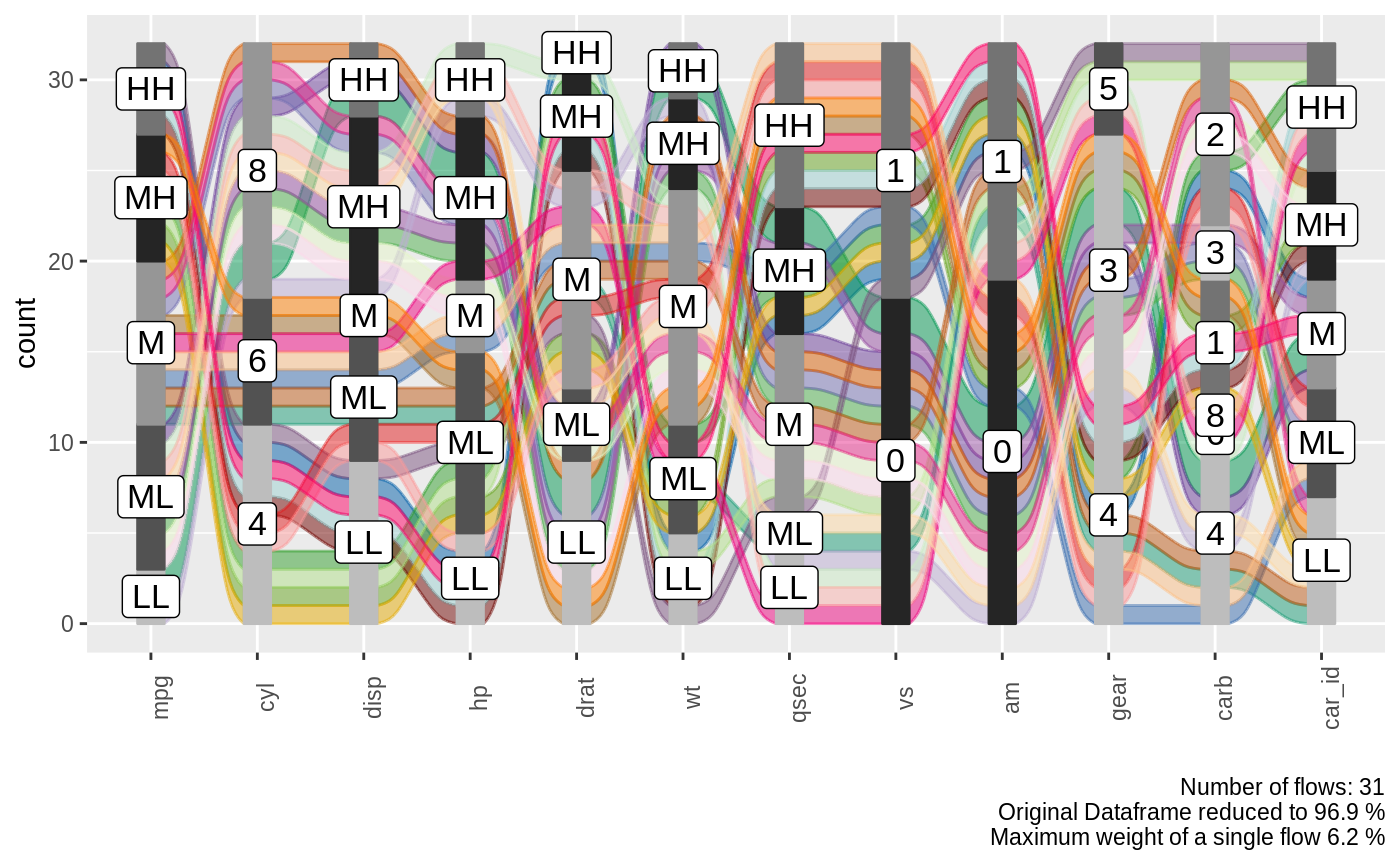 HH
MH
M
ML
LL
8
6
4
HH
MH
M
ML
LL
HH
MH
M
ML
LL
HH
MH
M
ML
LL
HH
MH
M
ML
LL
HH
MH
M
ML
LL
1
0
1
0
5
3
4
2
3
1
8
4
HH
MH
M
ML
LL
30
20
10
0
count
mpg
cyl
disp
hp
drat
wt
qsec
vs
am
gear
carb
car_id
Number of flows: 31
Original Dataframe reduced to 96.9 %
Maximum weight of a single flow 6.2 %